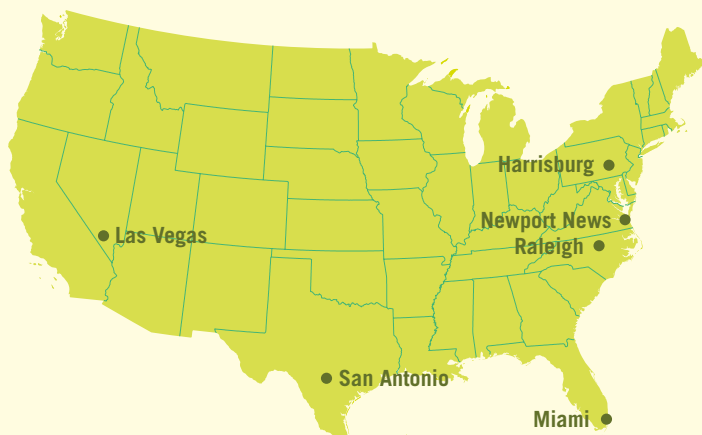 Harrisburg
Newport News
Las Vegas
Raleigh
San Antonio
Miami